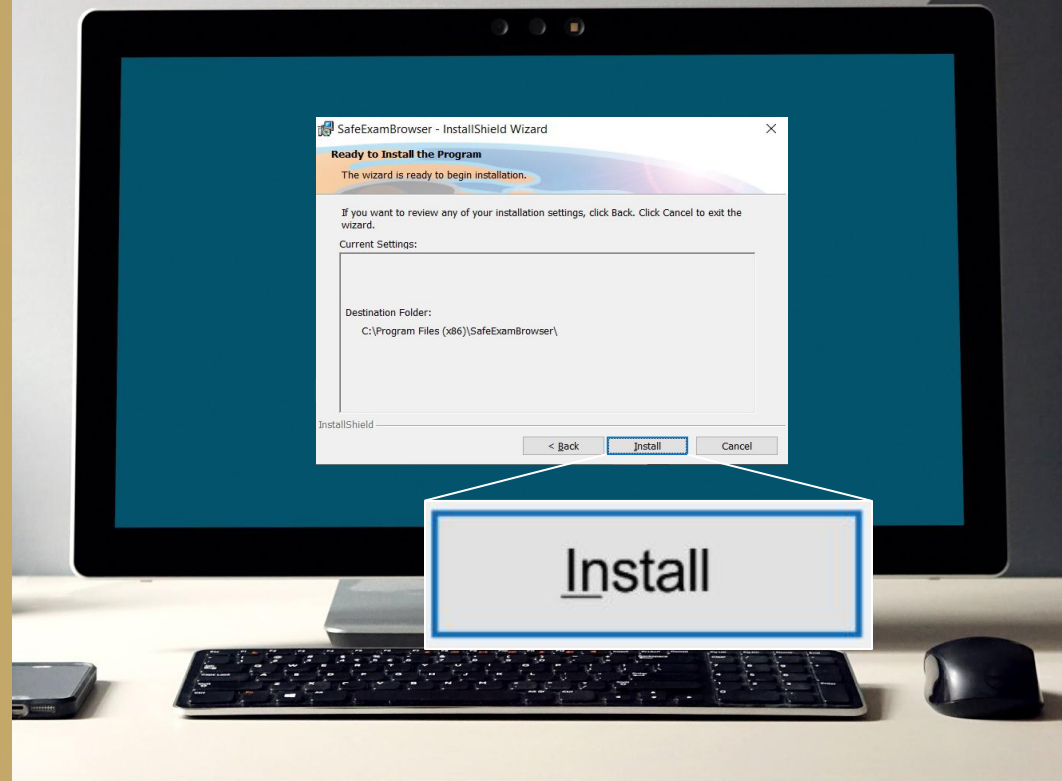 SafeExamBrowser - InstallShield Wizard
Ready to Install the Program
The wizard is ready to begin installation.
If you want to review any of your installation settings, click Back. Click Cancel to exit the
wizard.
Current Settings:
Destination Folder:
C:\Program Files (x86)\SafeExamBrowser\
InstallShield
< Back Install Cancel
Install